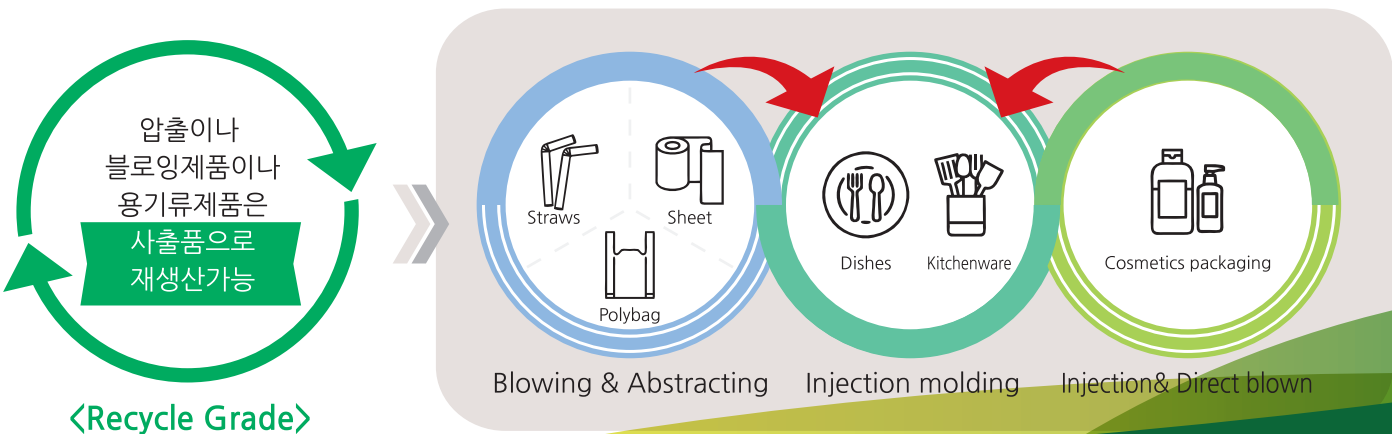 압출이나
블로잉제품이나
용기류제품은
사출품으로
재생산가능
<Recycle Grade>
Straws
Sheet
Polybag
Blowing & Abstracting
Dishes
Kitchenware
Injection molding
Cosmetics packaging
Injection& Direct blown